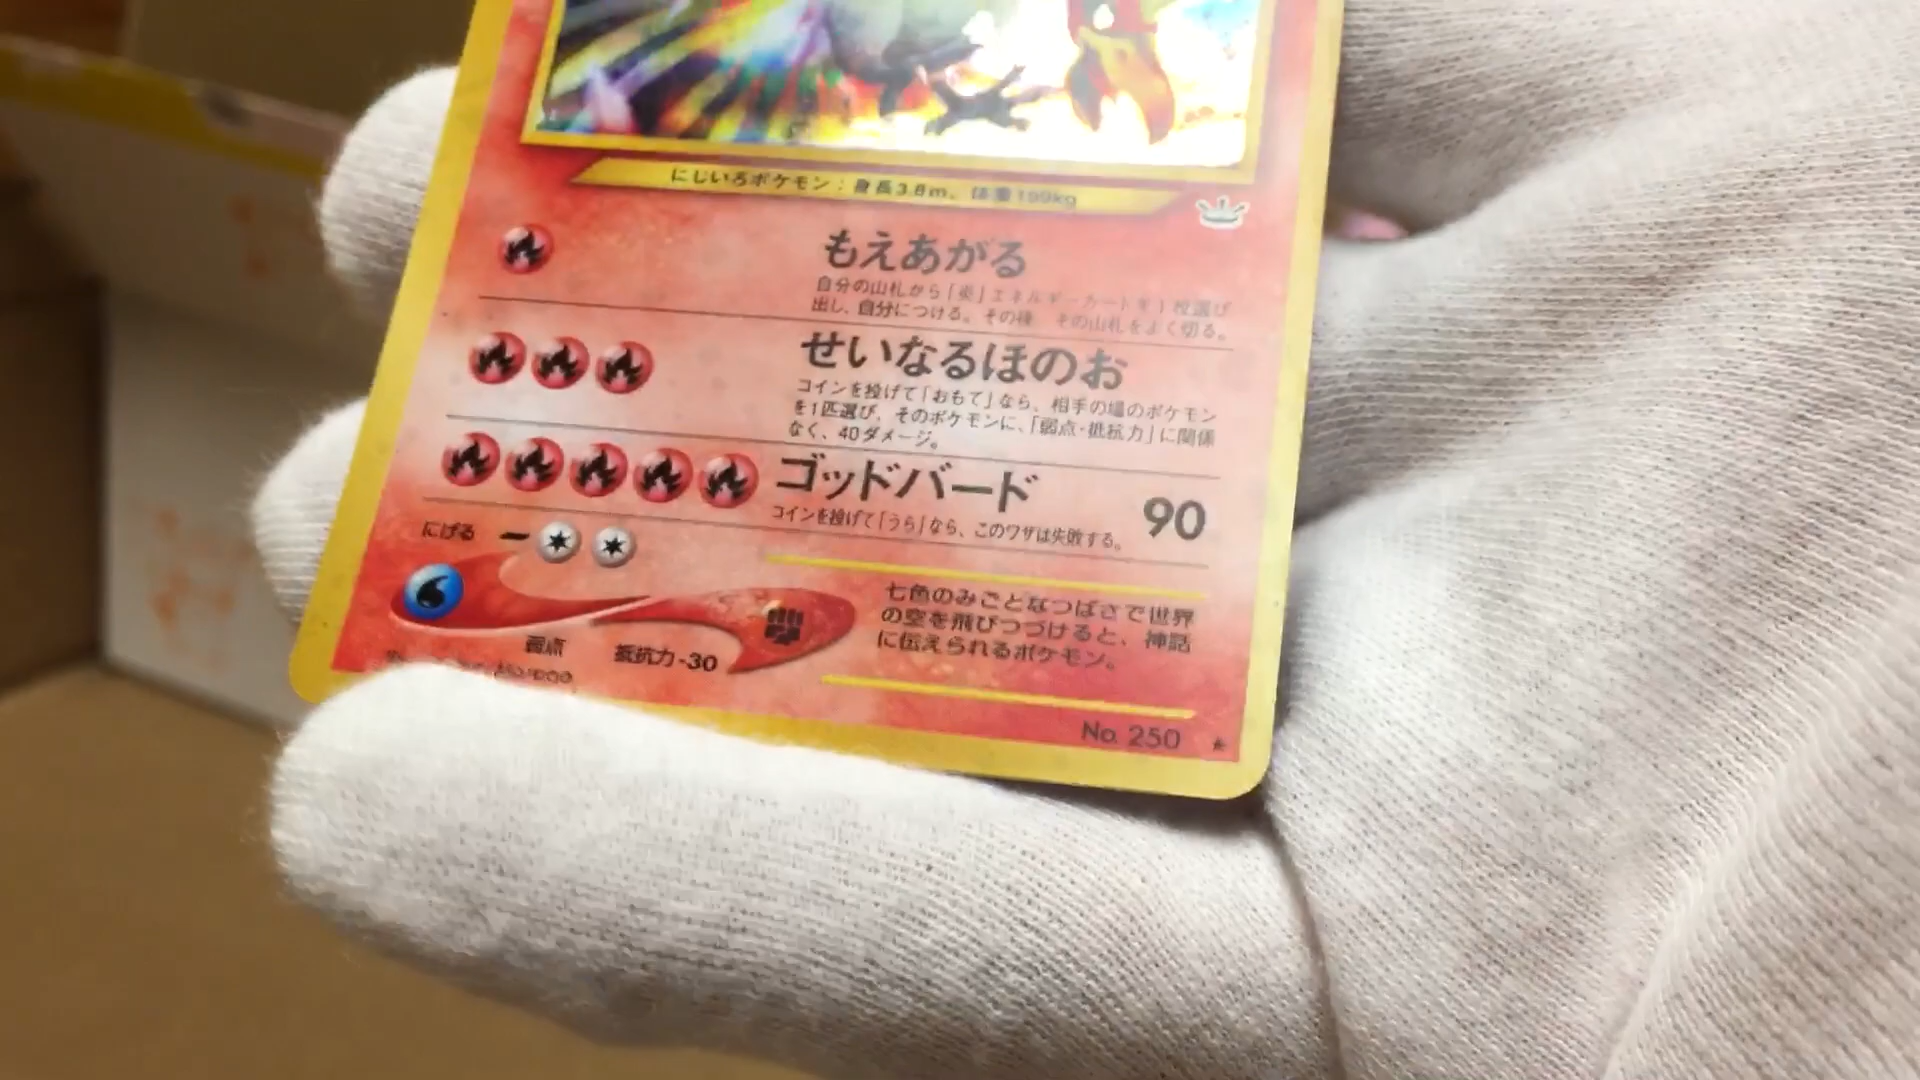 にじいろポケモン：身長3.8m、体重199kg
もえあがる
自分の山札から「炎」エネルギーカードを1枚選び
出し、自分につける。その後 その山札をよく切る。
せいなるほのお
コインを投げて「おもて」なら、相手の場のポケモン
を1匹選び、そのポケモンに、「弱点・抵抗力」に関係
なく、40ダメージ。
ゴッドバード 90
コインを投げて「うら」なら、このワザは失敗する。
にげる
弱点
抵抗力 -30
七色のみごとなつばさで世界
の空を飛びつづけると、神話
に伝えられるポケモン。
No. 250 ★